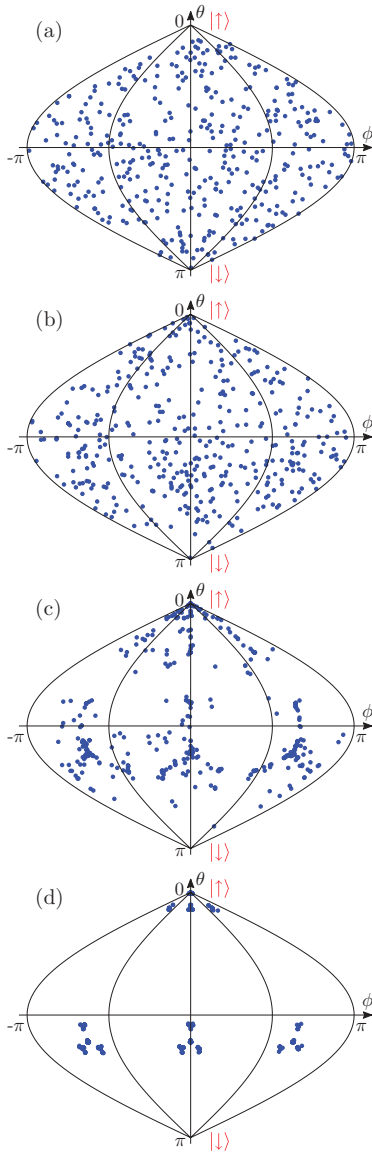 (a)
0 θ |↑⟩
-π π ϕ
π |↓⟩
(b)
0 θ |↑⟩
-π π ϕ
π |↓⟩
(c)
0 θ |↑⟩
-π π ϕ
π |↓⟩
(d)
0 θ |↑⟩
-π π ϕ
π |↓⟩